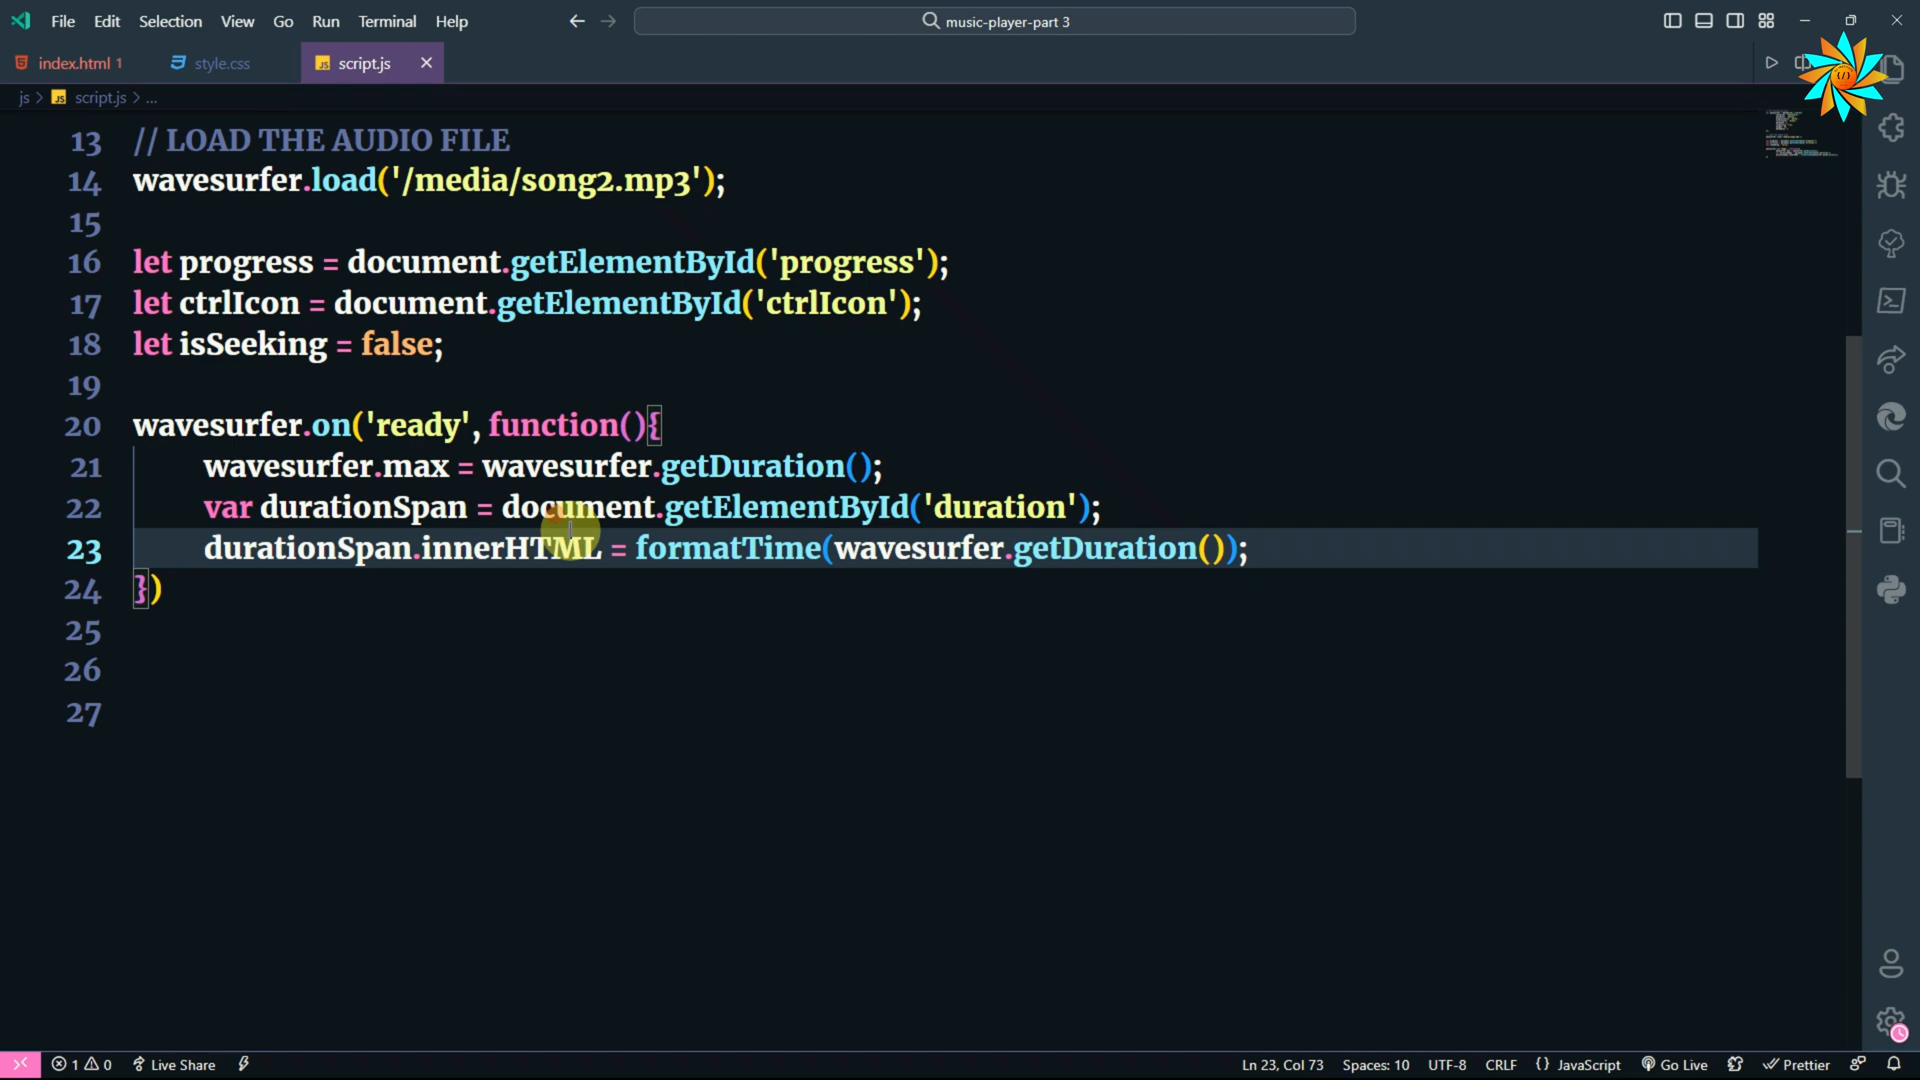 File Edit Selection View Go Run Terminal Help
music-player-part 3
index.html 1 style.css script.js
js > script.js > ...
13 // LOAD THE AUDIO FILE
14 wavesurfer.load('/media/song2.mp3');
15
16 let progress = document.getElementById('progress');
17 let ctrlIcon = document.getElementById('ctrlIcon');
18 let isSeeking = false;
19
20 wavesurfer.on('ready', function(){
21 wavesurfer.max = wavesurfer.getDuration();
22 var durationSpan = document.getElementById('duration');
23 durationSpan.innerHTML = formatTime(wavesurfer.getDuration());
24 })
25
26
27
1 0 Live Share Ln 23, Col 73 Spaces: 10 UTF-8 CRLF {} JavaScript Go Live Prettier